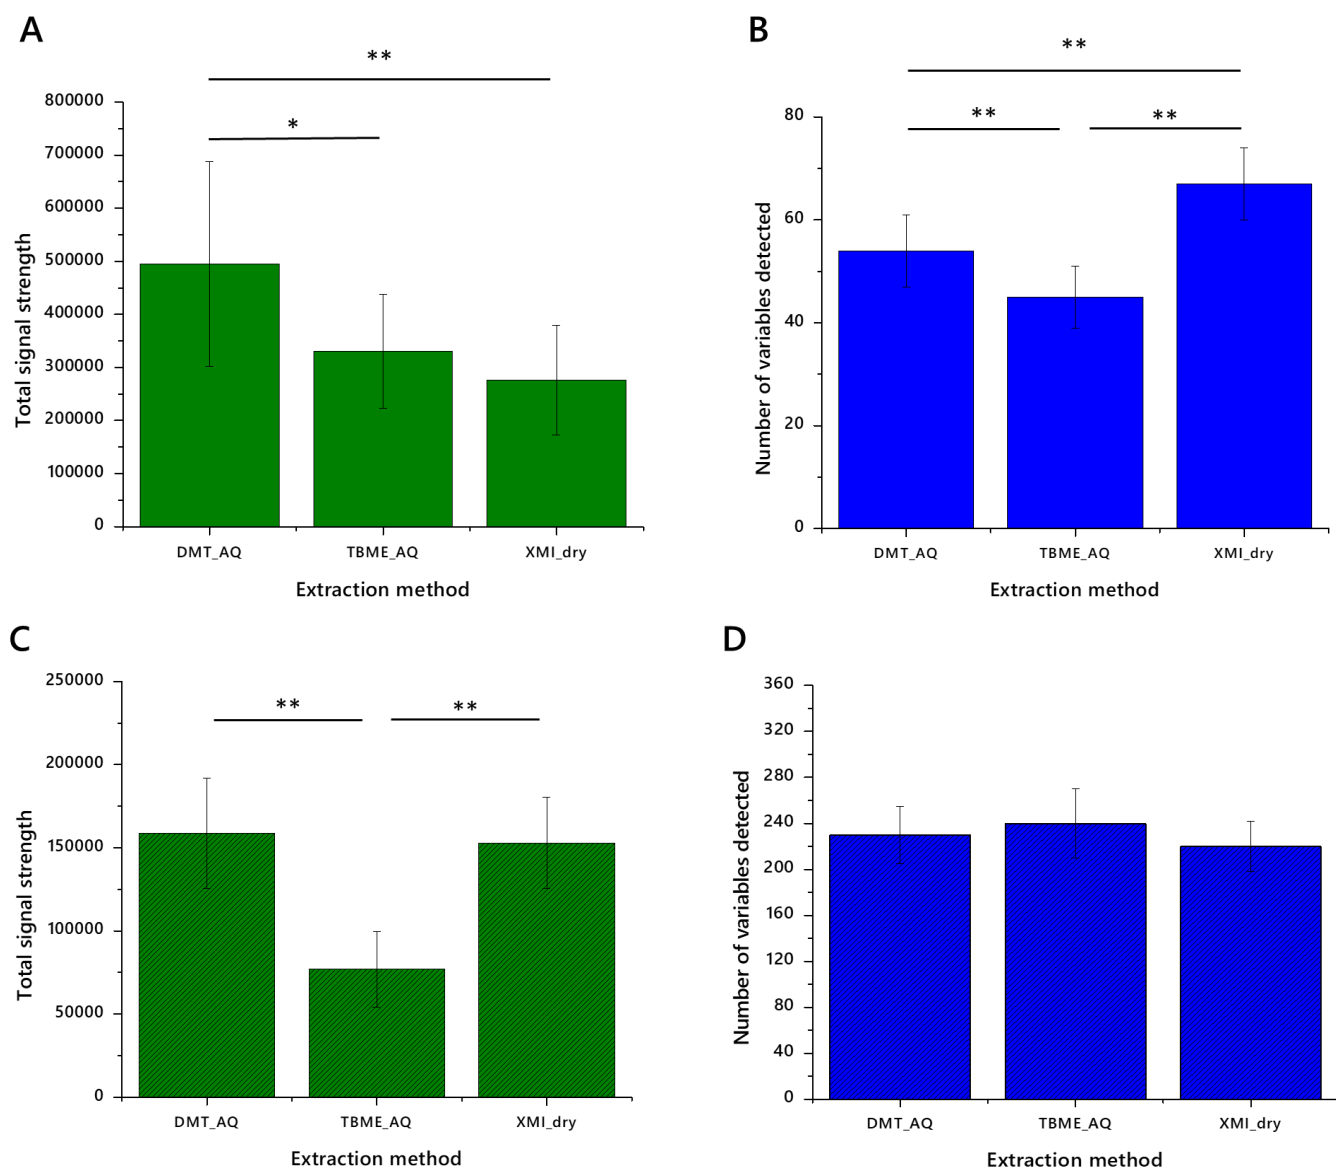 A
**
*
800000
700000
600000
500000
400000
300000
200000
100000
0
Total signal strength
DMT_AQ TBME_AQ XMI_dry
Extraction method
B
**
** **
80
60
40
20
0
Number of variables detected
DMT_AQ TBME_AQ XMI_dry
Extraction method
C
** **
250000
200000
150000
100000
50000
0
Total signal strength
DMT_AQ TBME_AQ XMI_dry
Extraction method
D
360
320
280
240
200
160
120
80
40
0
Number of variables detected
DMT_AQ TBME_AQ XMI_dry
Extraction method